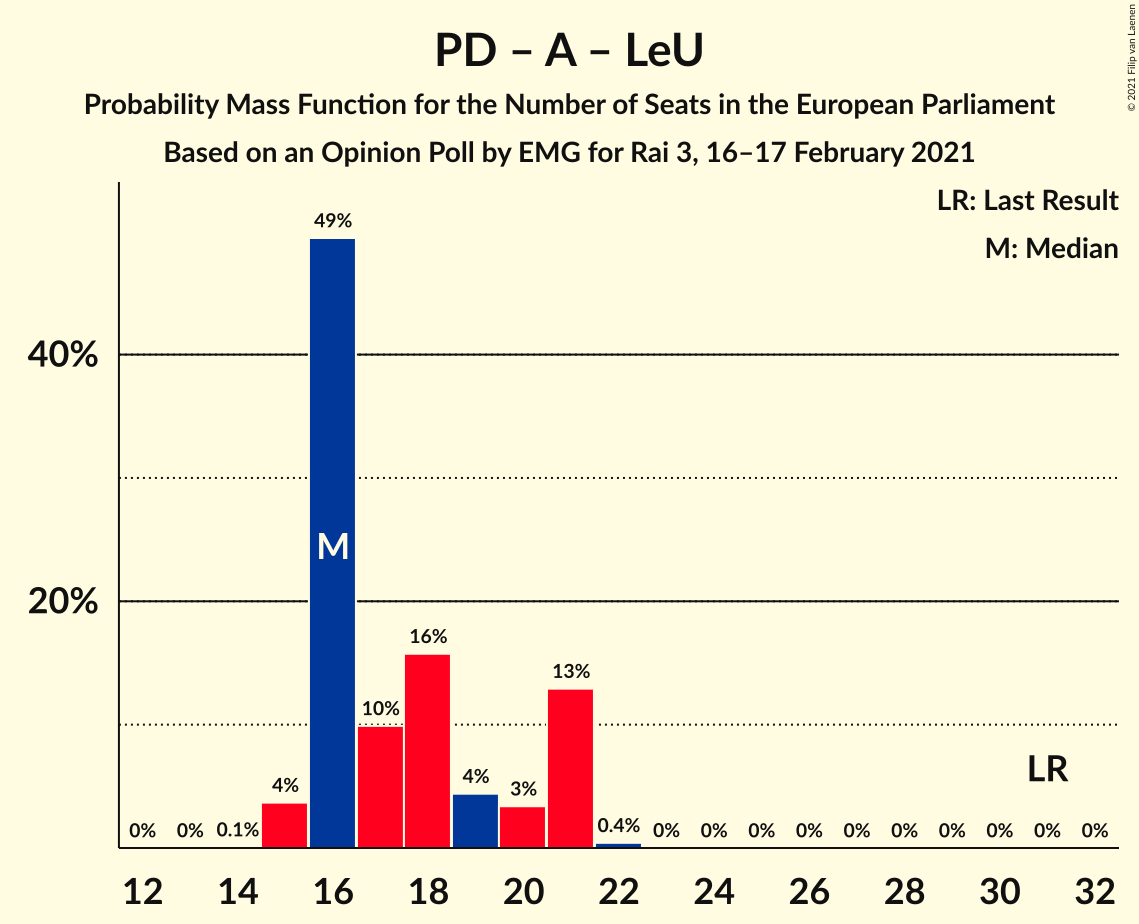 PD – A – LeU
Probability Mass Function for the Number of Seats in the European Parliament
Based on an Opinion Poll by EMG for Rai 3, 16–17 February 2021
© 2021 Filip van Laenen
LR: Last Result
M: Median
40%
20%
0% 0% 0.1% 4% 49% 10% 16% 4% 3% 13% 0.4% 0% 0% 0% 0% 0% 0% 0% 0% 0% 0%
M
LR
12 14 16 18 20 22 24 26 28 30 32